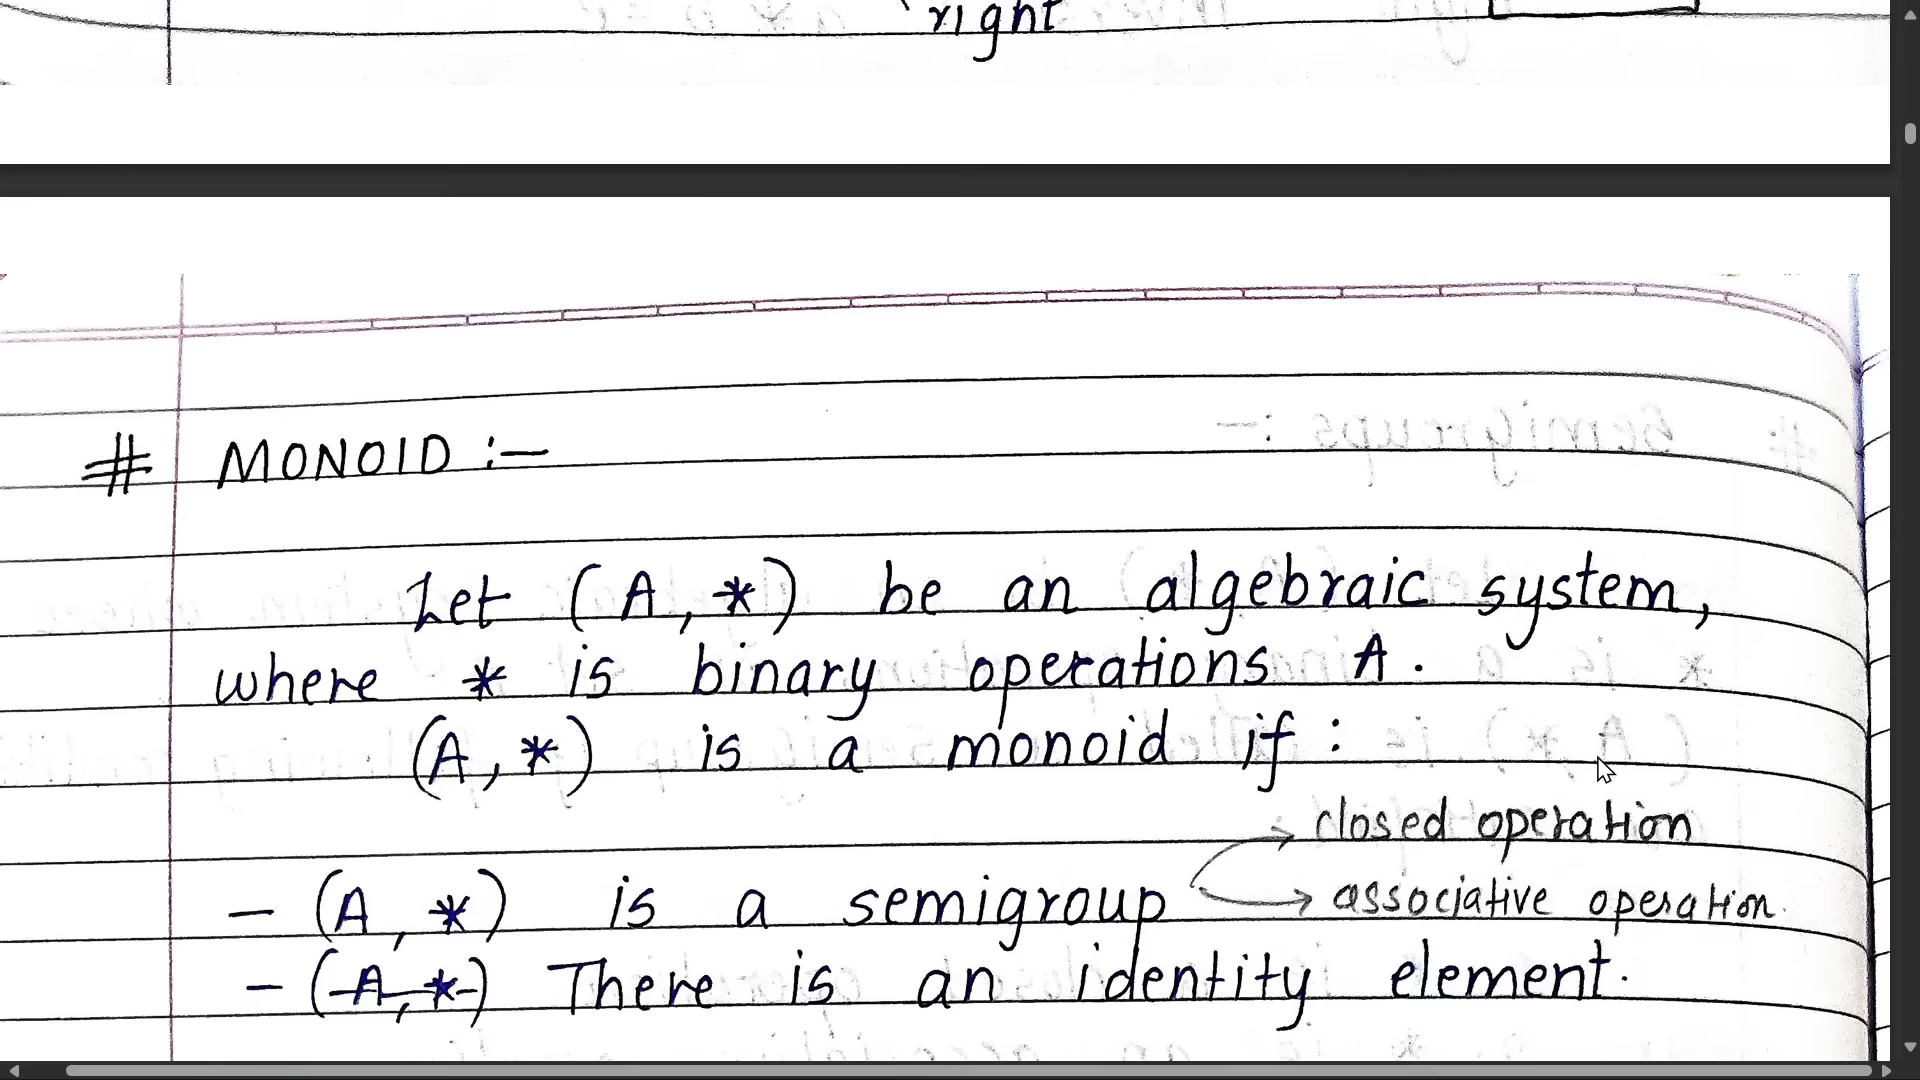 right
# MONOID :-
Let (A, *) be an algebraic system,
where * is binary operations A.
(A, *) is a monoid if :
→ closed operation
- (A, *) is a semigroup → associative operation.
- (A, *) There is an identity element.